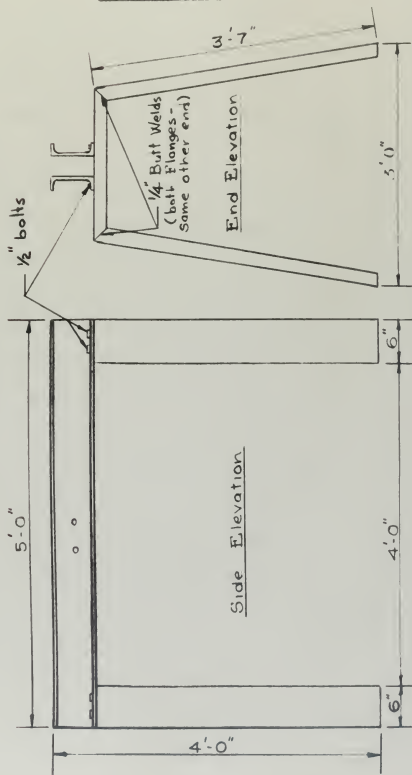 5'-0"
4'-0"
Side Elevation
6"
4'-0"
6"
½" bolts
¼" Butt Welds
(both Flanges-
Same other end)
End Elevation
3'-7"
3'0"